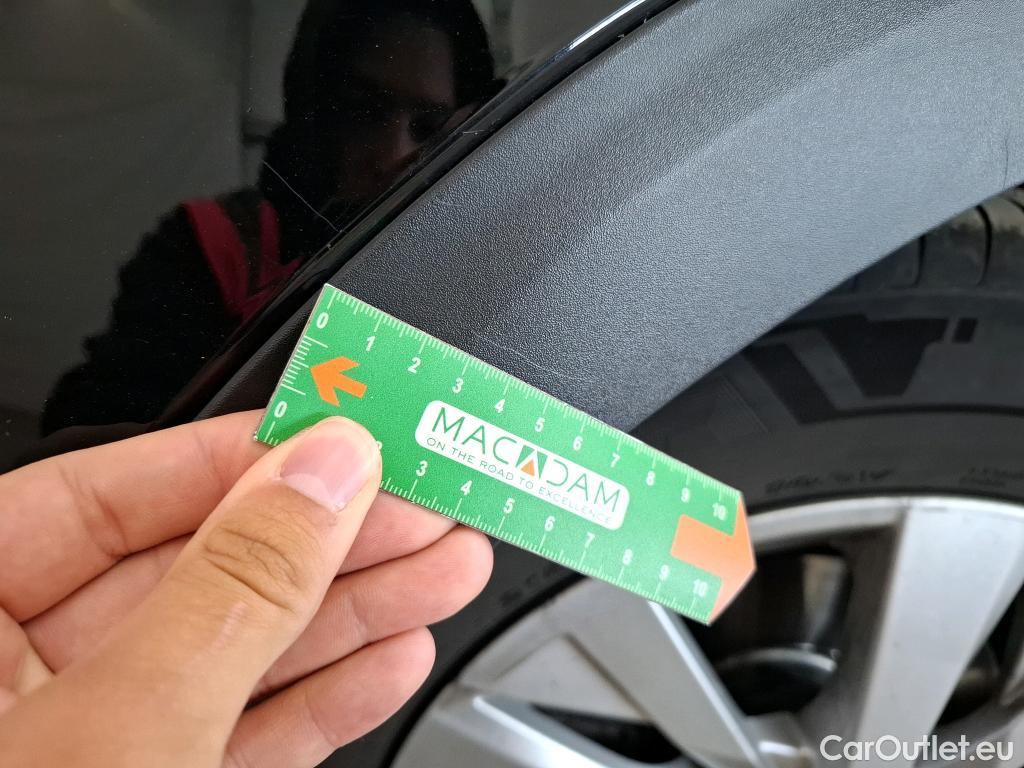 0 1 2 3 4 5 6 7 8 9 10
MACADAM
ON THE ROAD TO EXCELLENCE
0 3 4 5 6 7 8 9 10
CarOutlet.eu